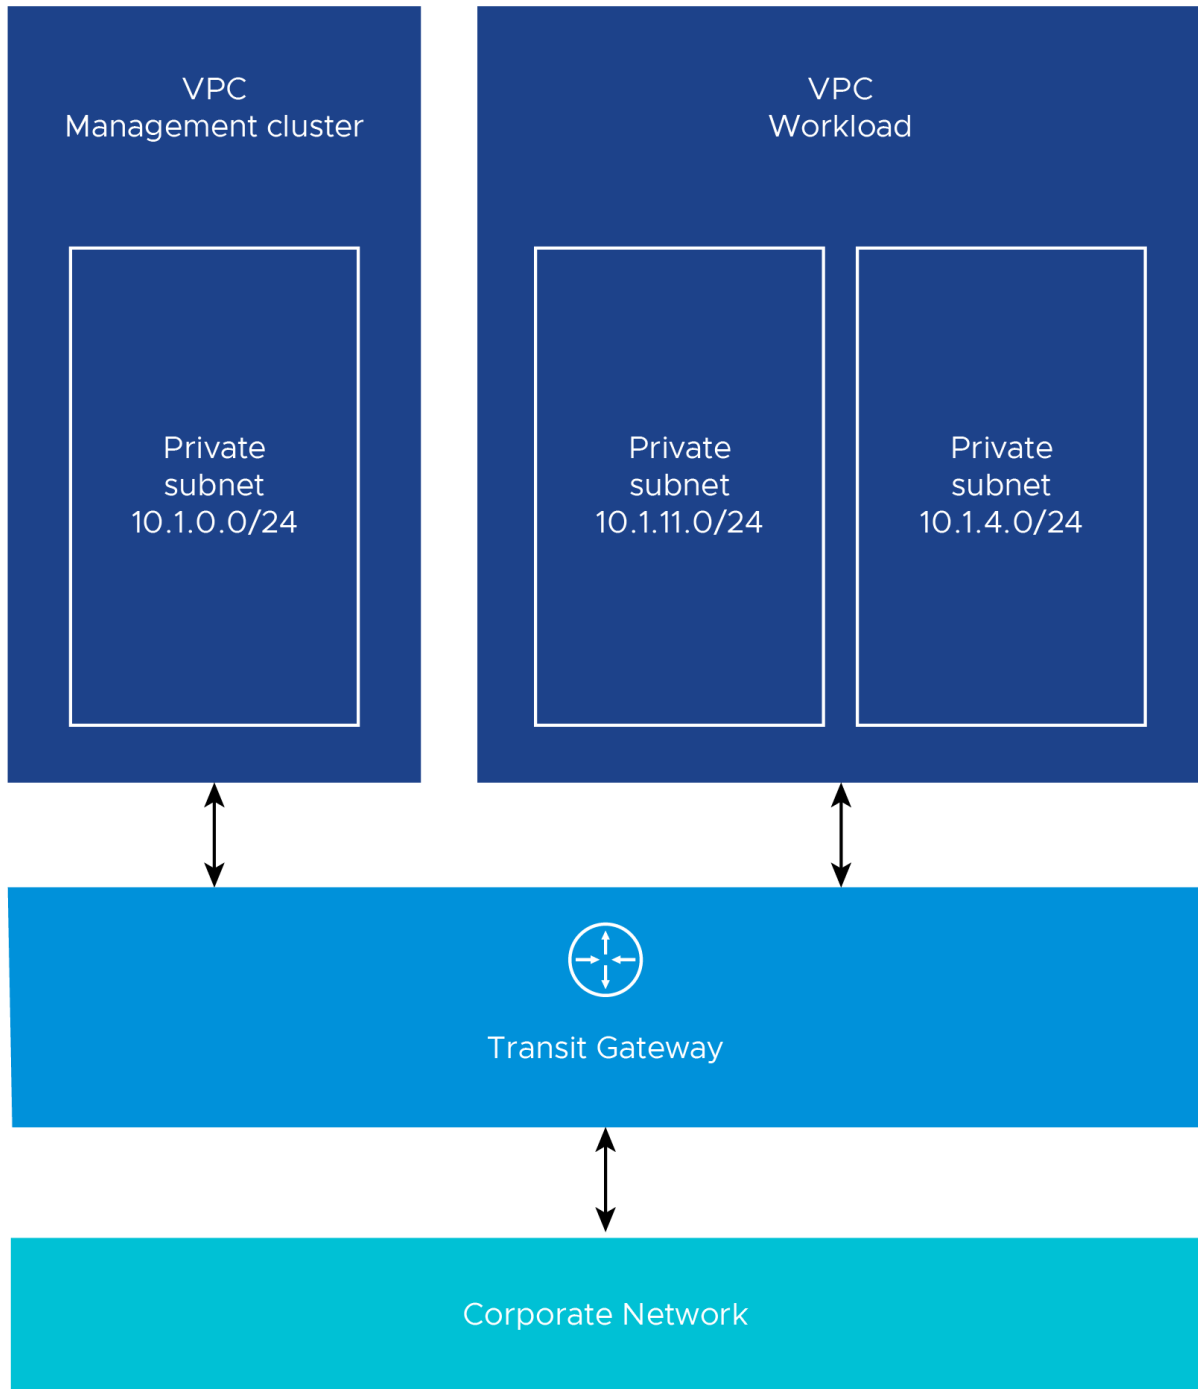 VPC
Management cluster
VPC
Workload
Private
subnet
10.1.0.0/24
Private
subnet
10.1.11.0/24
Private
subnet
10.1.4.0/24
Transit Gateway
Corporate Network